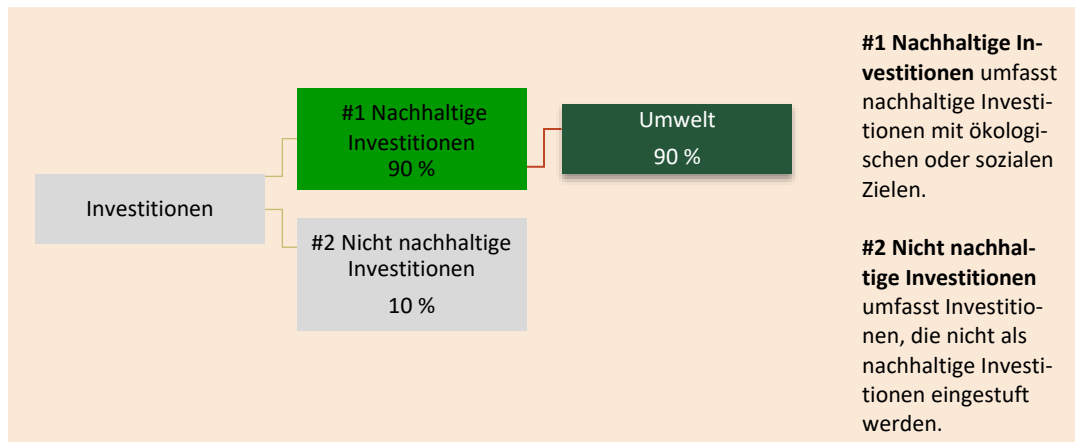 Investitionen
#1 Nachhaltige
Investitionen
90 %
Umwelt
90 %
#2 Nicht nachhaltige
Investitionen
10 %
#1 Nachhaltige In-
vestitionen umfasst
nachhaltige Investi-
tionen mit ökologi-
schen oder sozialen
Zielen.
#2 Nicht nachhal-
tige Investitionen
umfasst Investitio-
nen, die nicht als
nachhaltige Investi-
tionen eingestuft
werden.